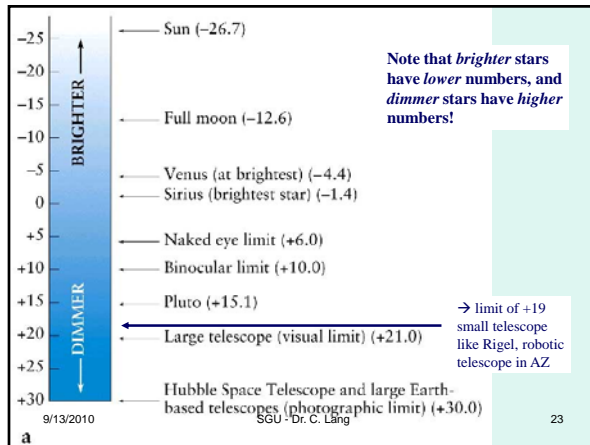 −25
−20
−15
−10
−5
0
+5
+10
+15
+20
+25
+30
BRIGHTER
DIMMER
Sun (−26.7)
Full moon (−12.6)
Venus (at brightest) (−4.4)
Sirius (brightest star) (−1.4)
Naked eye limit (+6.0)
Binocular limit (+10.0)
Pluto (+15.1)
Large telescope (visual limit) (+21.0)
Hubble Space Telescope and large Earth-
based telescopes (photographic limit) (+30.0)
Note that brighter stars
have lower numbers, and
dimmer stars have higher
numbers!
→ limit of +19
small telescope
like Rigel, robotic
telescope in AZ
9/13/2010
SGU - Dr. C. Lang
23
a